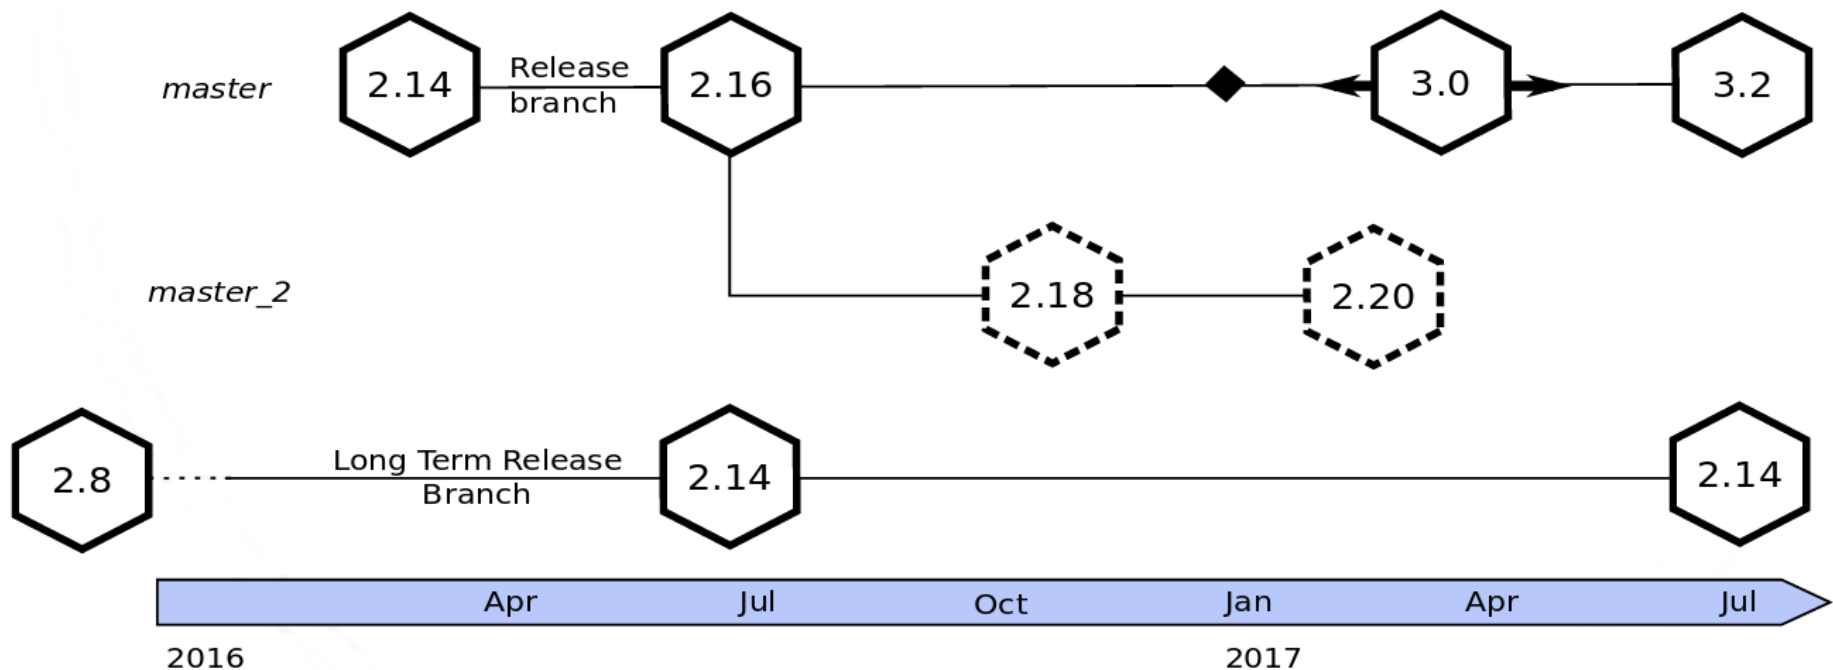 master
2.14
Release
branch
2.16
3.0
3.2
master_2
2.18
2.20
2.8
Long Term Release
Branch
2.14
2.14
Apr Jul Oct Jan Apr Jul
2016 2017